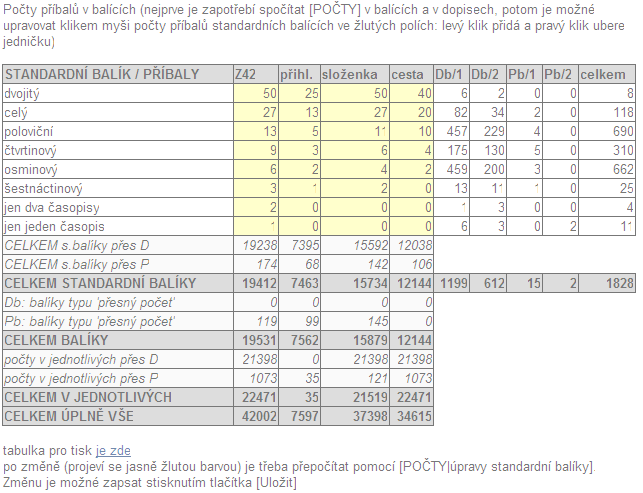 Počty příbalů v balících (nejprve je zapotřebí spočítat [POČTY] v balících a v dopisech, potom je možné
upravovat klikem myši počty příbalů standardních balících ve žlutých polích: levý klik přidá a pravý klik ubere
jedničku)
STANDARDNÍ BALÍK / PŘÍBALY Z42 přihl. složenka cesta Db/1 Db/2 Pb/1 Pb/2 celkem
dvojitý 50 25 50 40 6 2 0 0 8
celý 27 13 27 20 82 34 2 0 118
poloviční 13 5 11 10 457 229 4 0 690
čtvrtinový 9 3 6 4 175 130 5 0 310
osminový 6 2 4 2 459 200 3 0 662
šestnáctinový 3 1 2 0 13 11 1 0 25
jen dva časopisy 2 0 0 0 1 3 0 0 4
jen jeden časopis 1 0 0 0 6 3 0 2 11
CELKEM s.balíky přes D 19238 7395 15592 12038
CELKEM s.balíky přes P 174 68 142 106
CELKEM STANDARDNÍ BALÍKY 19412 7463 15734 12144 1199 612 15 2 1828
Db: balíky typu 'přesný počet' 0 0 0 0
Pb: balíky typu 'přesný počet' 119 99 145 0
CELKEM BALÍKY 19531 7562 15879 12144
počty v jednotlivých přes D 21398 0 21398 21398
počty v jednotlivých přes P 1073 35 121 1073
CELKEM V JEDNOTLIVÝCH 22471 35 21519 22471
CELKEM ÚPLNĚ VŠE 42002 7597 37398 34615
tabulka pro tisk je zde
po změně (projeví se jasně žlutou barvou) je třeba přepočítat pomocí [POČTY|úpravy standardní balíky].
Změnu je možné zapsat stisknutím tlačítka [Uložit]